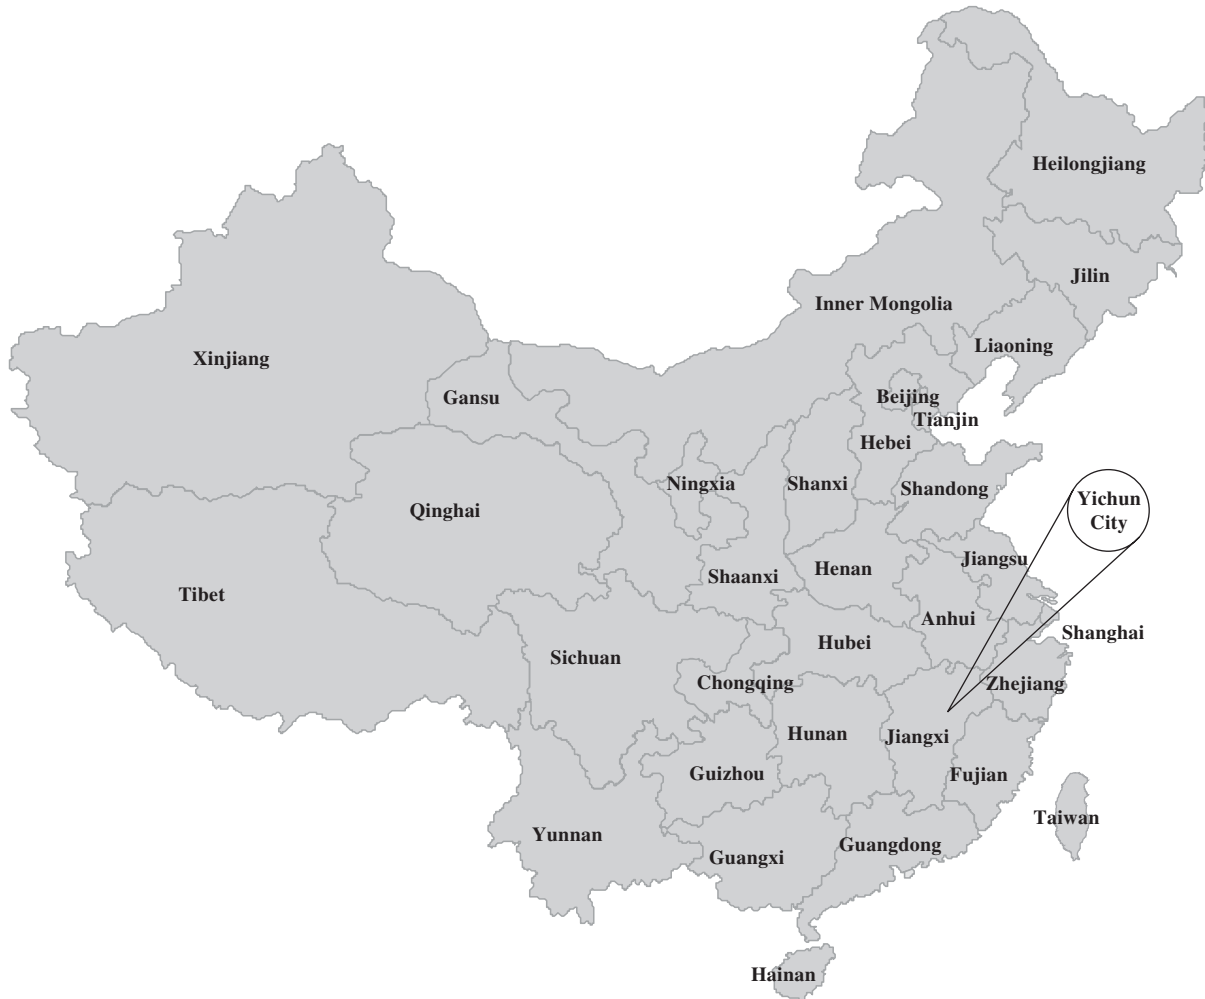 Heilongjiang
Jilin
Inner Mongolia
Liaoning
Xinjiang
Gansu
Beijing
Tianjin
Hebei
Ningxia
Shanxi
Shandong
Yichun
City
Qinghai
Jiangsu
Henan
Shaanxi
Tibet
Anhui
Shanghai
Hubei
Sichuan
Chongqing
Zhejiang
Hunan
Jiangxi
Guizhou
Fujian
Taiwan
Yunnan
Guangdong
Guangxi
Hainan